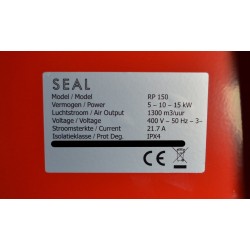 SEAL
Model / Model RP 150
Vermogen / Power 5 – 10 – 15 kW
Luchtstroom / Air Output 1300 m3/uur
Voltage / Voltage 400 V – 50 Hz – 3~
Stroomsterkte / Current 21.7 A
Isolatieklasse / Prot Deg. IPX4
CE